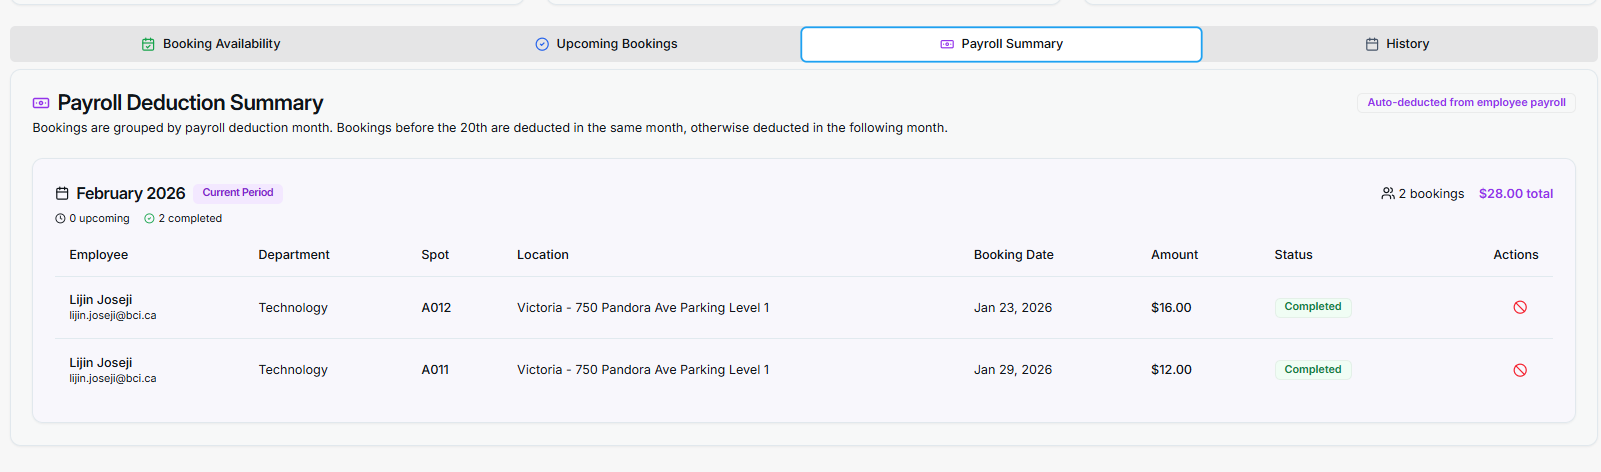 Booking Availability Upcoming Bookings Payroll Summary History
Payroll Deduction Summary Auto-deducted from employee payroll
Bookings are grouped by payroll deduction month. Bookings before the 20th are deducted in the same month, otherwise deducted in the following month.
February 2026 Current Period 2 bookings $28.00 total
0 upcoming 2 completed
Employee Department Spot Location Booking Date Amount Status Actions
Lijin Joseji
lijin.joseji@bci.ca
Technology A012 Victoria - 750 Pandora Ave Parking Level 1 Jan 23, 2026 $16.00 Completed
Lijin Joseji
lijin.joseji@bci.ca
Technology A011 Victoria - 750 Pandora Ave Parking Level 1 Jan 29, 2026 $12.00 Completed